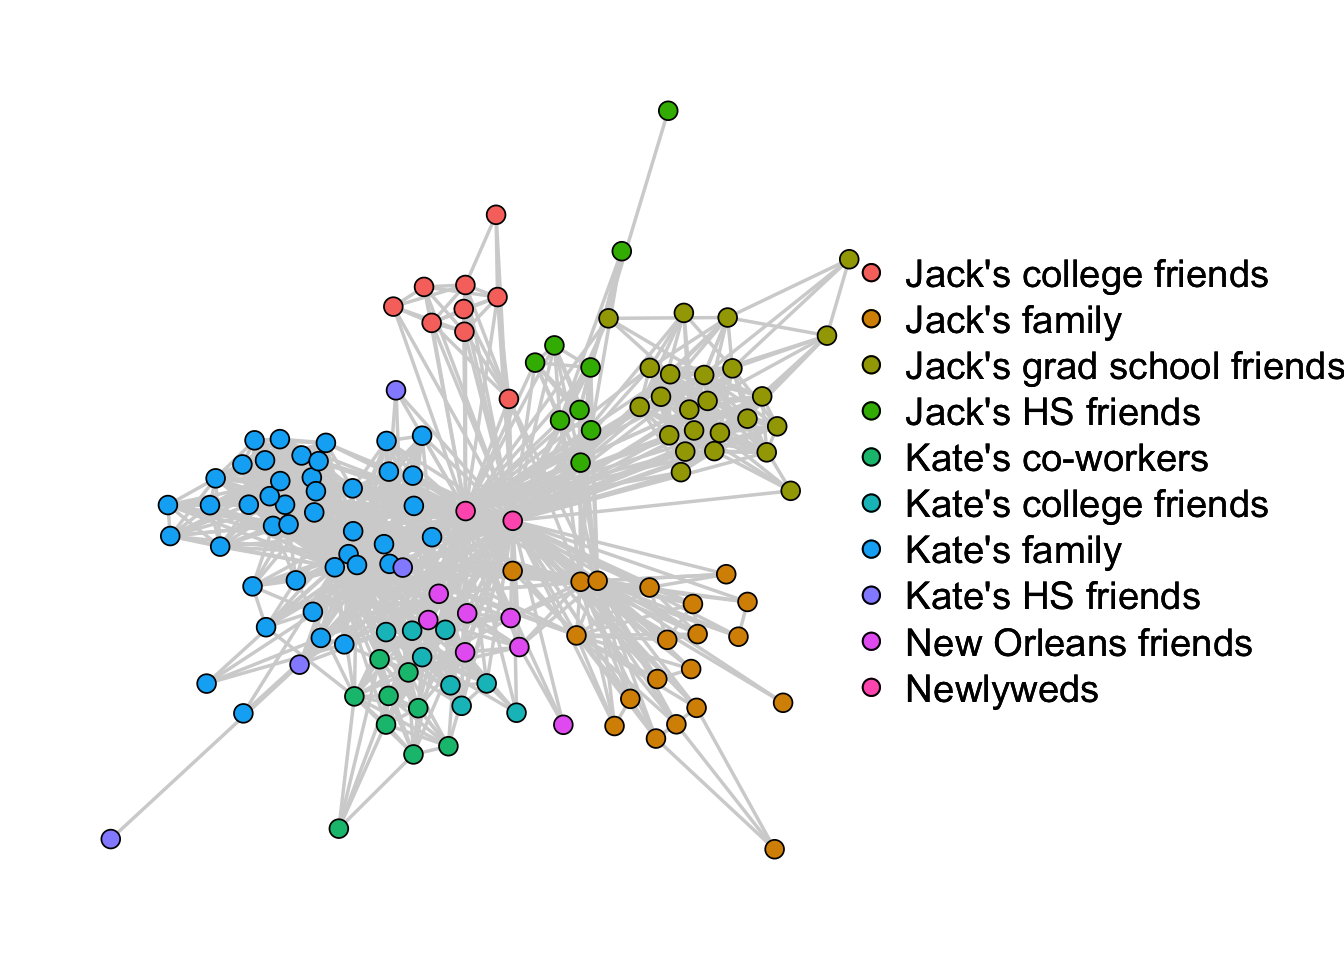 Jack's college friends
Jack's family
Jack's grad school friends
Jack's HS friends
Kate's co-workers
Kate's college friends
Kate's family
Kate's HS friends
New Orleans friends
Newlyweds